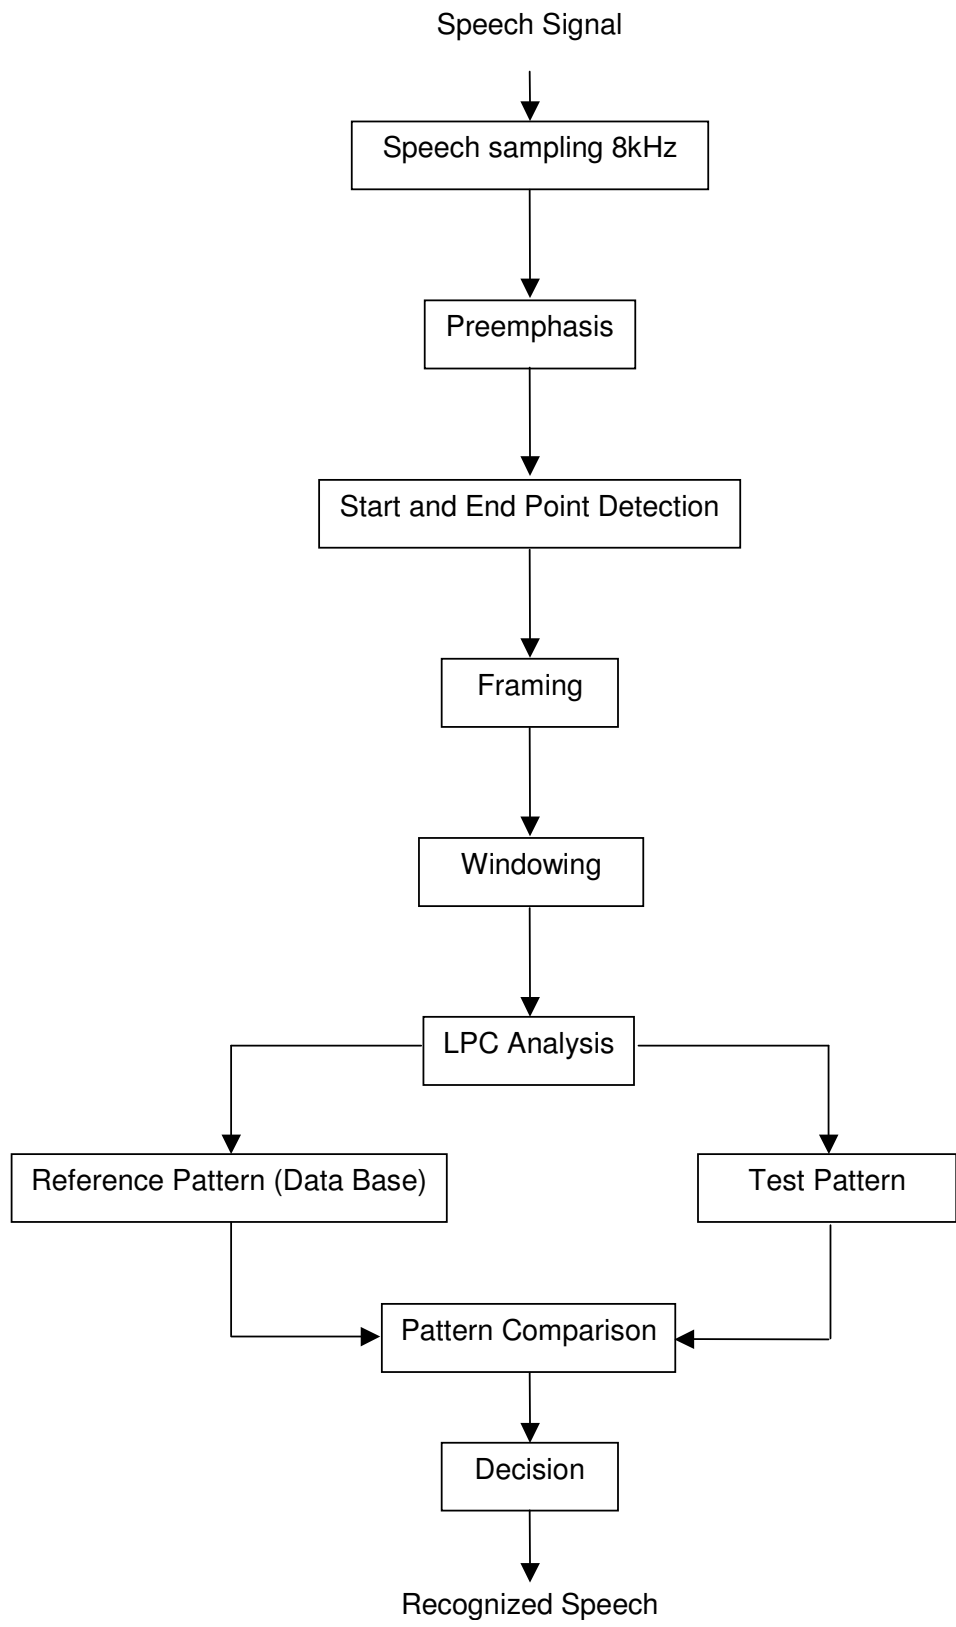 Speech Signal
Speech sampling 8kHz
Preemphasis
Start and End Point Detection
Framing
Windowing
LPC Analysis
Reference Pattern (Data Base)
Test Pattern
Pattern Comparison
Decision
Recognized Speech